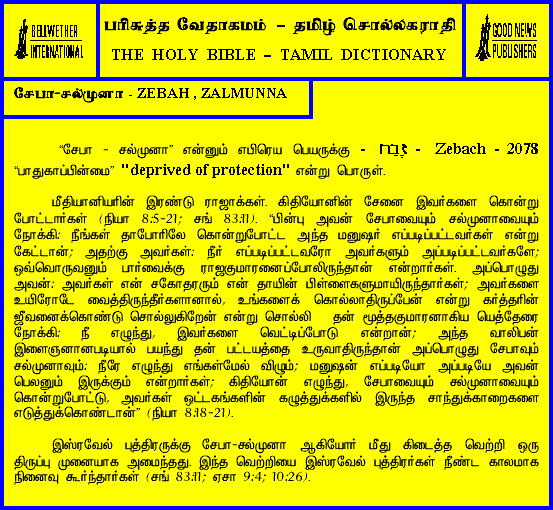 BELLWETHER
INTERNATIONAL
பரிசுத்த வேதாகமம் – தமிழ் சொல்லகராதி
THE HOLY BIBLE – TAMIL DICTIONARY
GOOD NEWS
PUBLISHERS
சேபா-சல்முனா - ZEBAH , ZALMUNNA
“சேபா - சல்முனா” என்னும் எபிரெய பெயருக்கு - זֶבַח - Zebach - 2078
“பாதுகாப்பின்மை” "deprived of protection" என்று பொருள்.
மீதியானியரின் இரண்டு ராஜாக்கள். கிதியோனின் சேனை இவர்களை கொன்று
போட்டார்கள் (நியா 8:5-21; சங் 83:11). “பின்பு அவன் சேபாவையும் சல்முனாவையும்
நோக்கி: நீங்கள் தாபோரிலே கொன்றுபோட்ட அந்த மனுஷர் எப்படிப்பட்டவர்கள் என்று
கேட்டான்; அதற்கு அவர்கள்: நீர் எப்படிப்பட்டவரோ அவர்களும் அப்படிப்பட்டவர்களே;
ஒவ்வொருவனும் பார்வைக்கு ராஜகுமாரனைப்போலிருந்தான் என்றார்கள். அப்பொழுது
அவன்: அவர்கள் என் சகோதரரும் என் தாயின் பிள்ளைகளுமாயிருந்தார்கள்; அவர்களை
உயிரோடே வைத்திருந்தீர்களானால், உங்களைக் கொல்லாதிருப்பேன் என்று கர்த்தரின்
ஜீவனைக்கொண்டு சொல்லுகிறேன் என்று சொல்லி தன் மூத்தகுமாரனாகிய யெத்தேரை
நோக்கி: நீ எழுந்து, இவர்களை வெட்டிப்போடு என்றான்; அந்த வாலிபன்
இளைஞனானபடியால் பயந்து தன் பட்டயத்தை உருவாதிருந்தான் அப்பொழுது சேபாவும்
சல்முனாவும்: நீரே எழுந்து எங்கள்மேல் விழும்; மனுஷன் எப்படியோ அப்படியே அவன்
பெலனும் இருக்கும் என்றார்கள்; கிதியோன் எழுந்து, சேபாவையும் சல்முனாவையும்
கொன்றுபோட்டு, அவர்கள் ஒட்டகங்களின் கழுத்துக்களில் இருந்த சாந்துக்காறைகளை
எடுத்துக்கொண்டான்” (நியா 8:18-21).
இஸ்ரவேல் புத்திரருக்கு சேபா-சல்முனா ஆகியோர் மீது கிடைத்த வெற்றி ஒரு
திருப்பு முனையாக அமைந்தது. இந்த வெற்றியை இஸ்ரவேல் புத்திரர்கள் நீண்ட காலமாக
நினைவு கூர்ந்தார்கள் (சங் 83:11; ஏசா 9:4; 10:26).